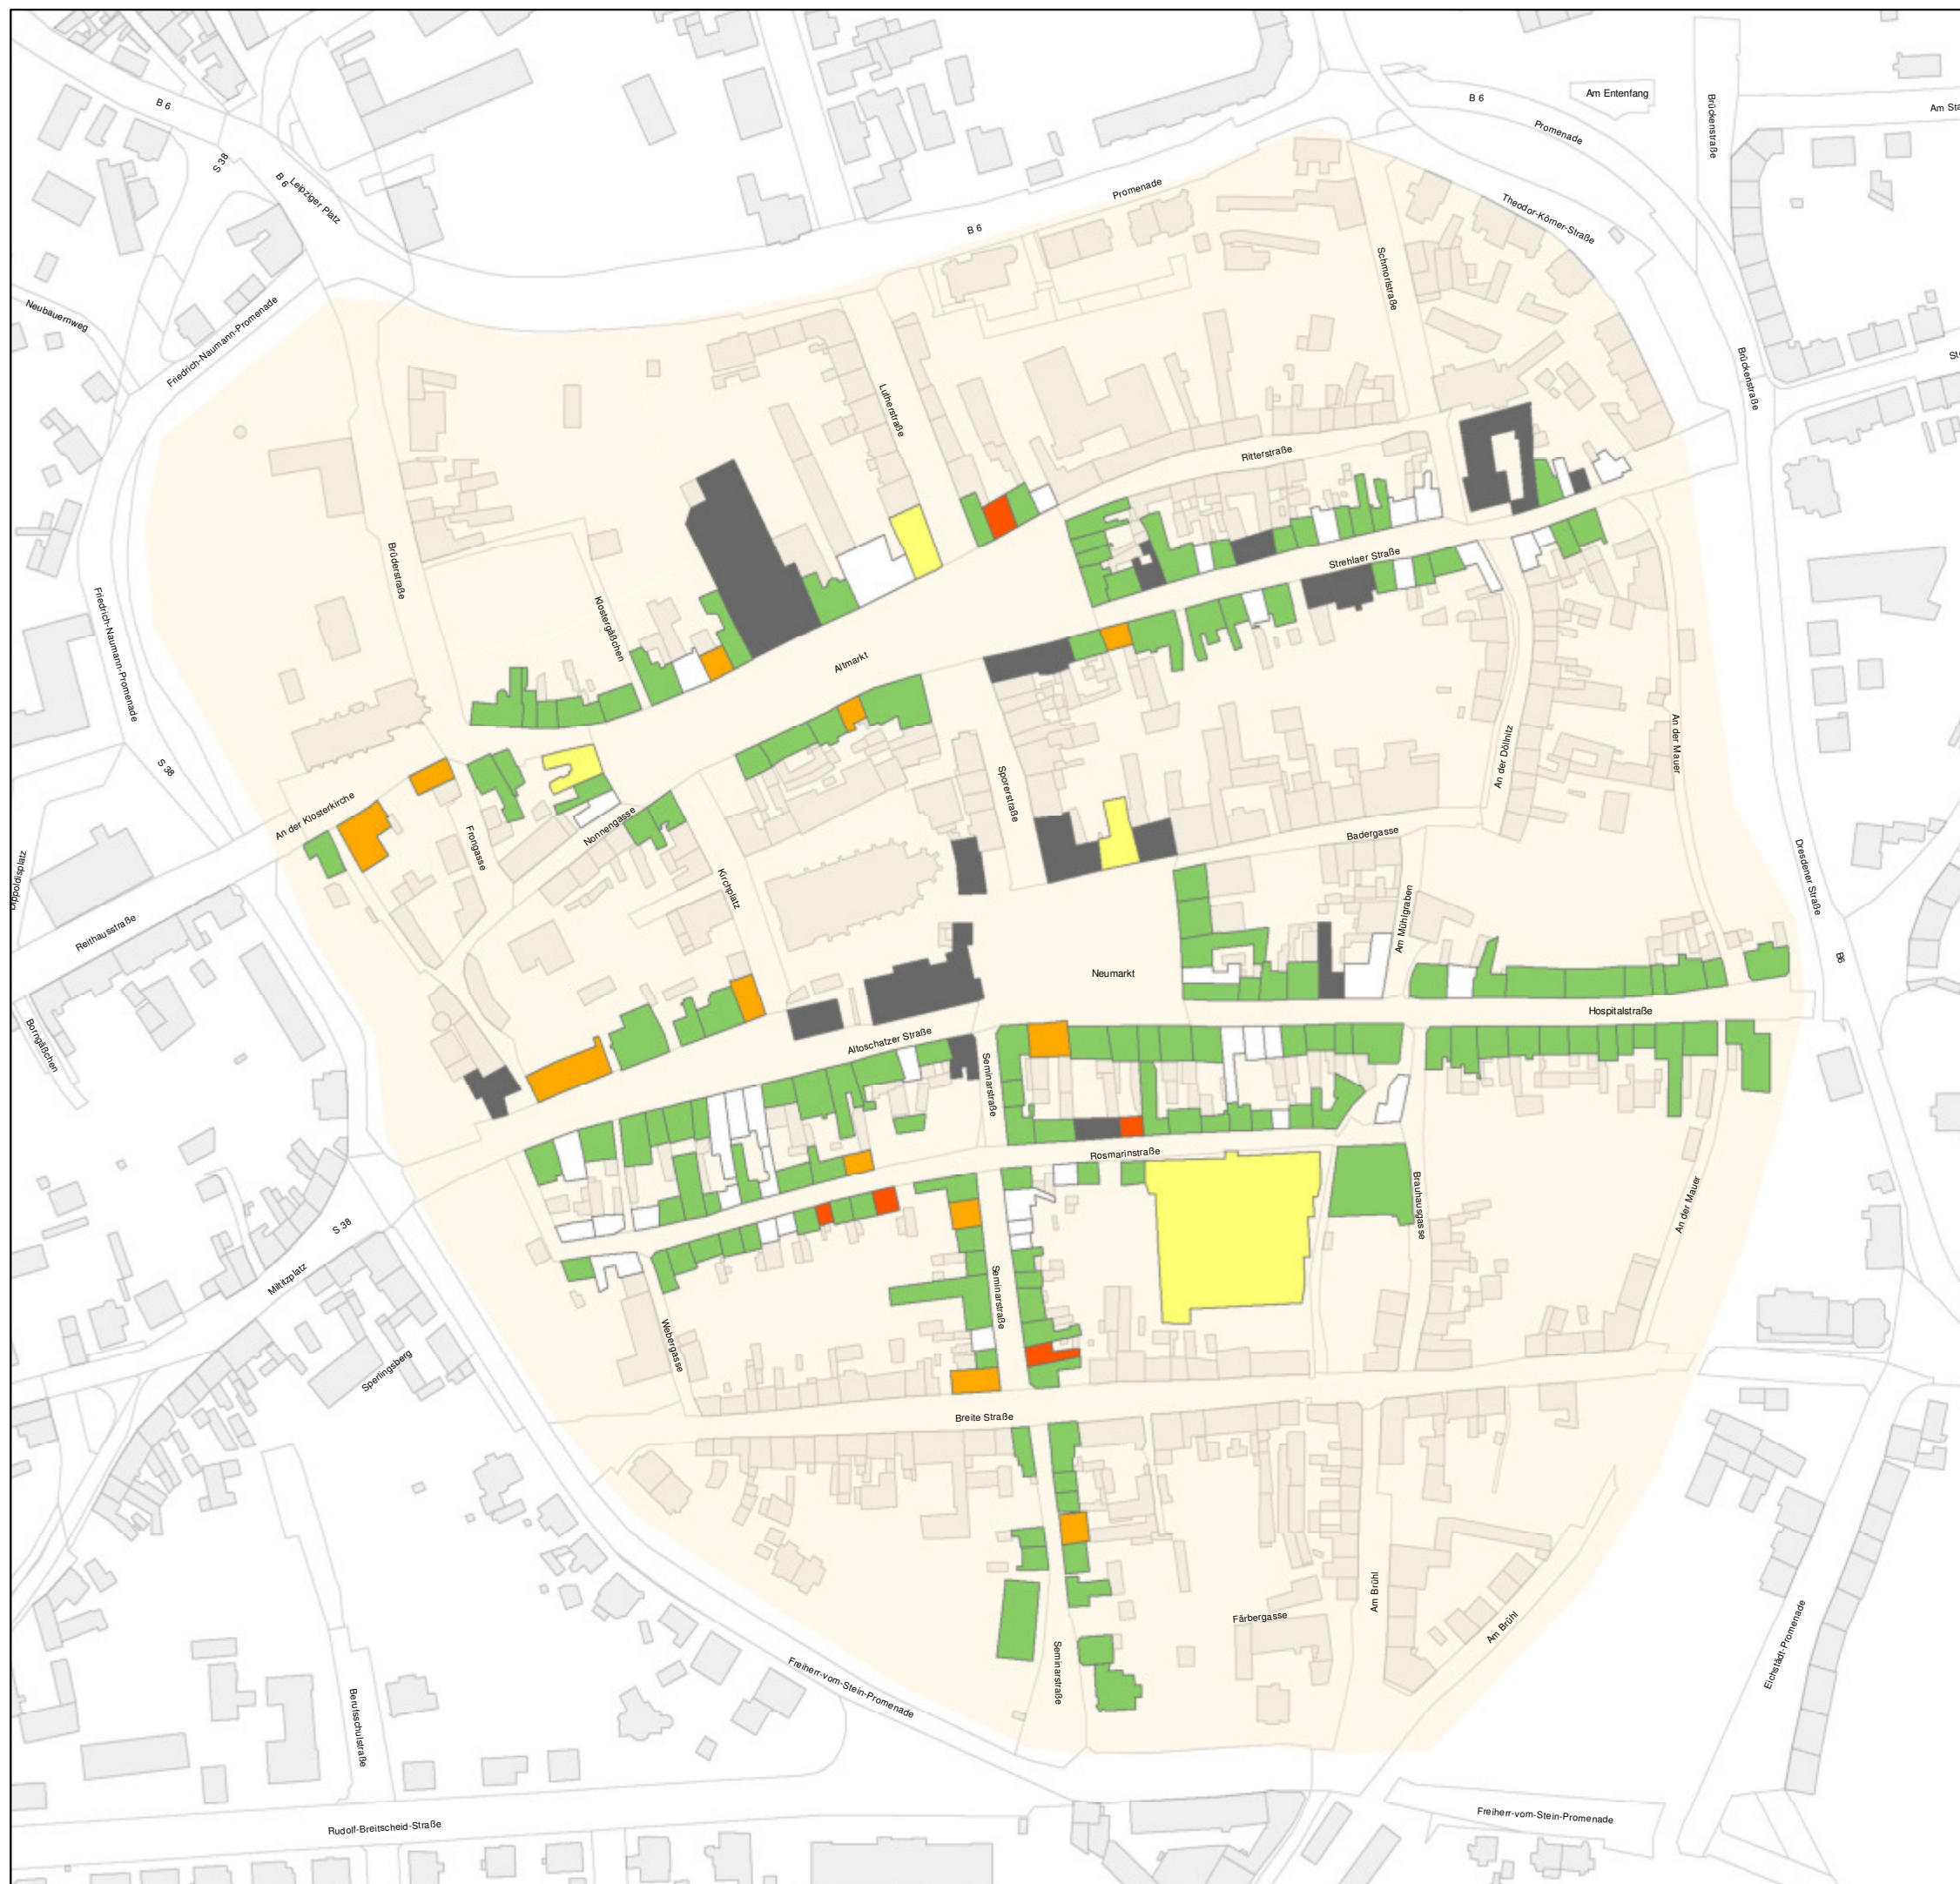 B 6
Am Entenfang
B 6
Brückenstraße
Am Sta
Promenade
S 38
B 6
Leipziger Platz
Promenade
Theodor-Körner-Straße
B 6
Schmorlstraße
Neubauernweg
Friedrich-Naumann-Promenade
Brückenstraße
Lutherstraße
Ritterstraße
Brüderstraße
Strehlaer Straße
Klostergäßchen
Friedrich-Naumann-Promenade
Altmarkt
An der Mauer
An der Döllnitz
S 38
Sporerstraße
An der Klosterkirche
Nonnengasse
Badergasse
Frongasse
Dresdener Straße
Kirchplatz
Am Mühlgraben
Reithausstraße
B6
Neumarkt
Hospitalstraße
Borngäßchen
Altoschatzer Straße
Seminarstraße
Rosmarinstraße
Brauhausgasse
An der Mauer
S 38
Miltitzplatz
Seminarstraße
Webergasse
Sperlingsberg
Breite Straße
Am Brühl
Färbergasse
Am Brühl
Eichstädt-Promenade
Seminarstraße
Freiherr-vom-Stein-Promenade
Berufsschulstraße
Freiherr-vom-Stein-Promenade
Rudolf-Breitscheid-Straße